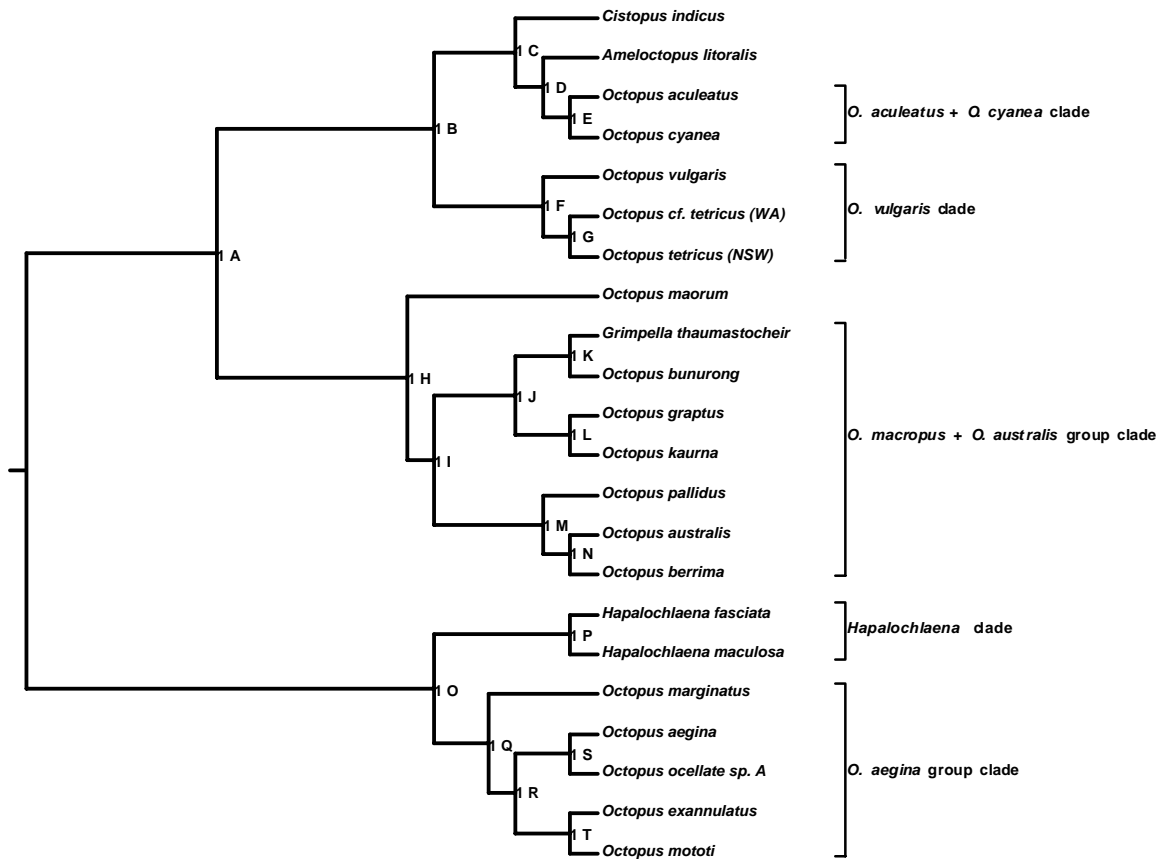 Cistopus indicus
1 C
Ameloctopus litoralis
1 D
Octopus aculeatus
O. aculeatus + O. cyanea clade
1 E
Octopus cyanea
1 B
Octopus vulgaris
1 F
O. vulgaris clade
Octopus cf. tetricus (WA)
1 G
Octopus tetricus (NSW)
1 A
Octopus maorum
Grimpella thaumastocheir
1 K
Octopus bunurong
1 H
1 J
Octopus graptus
1 L
O. macropus + O. australis group clade
Octopus kaurna
1 I
Octopus pallidus
1 M
Octopus australis
1 N
Octopus berrima
Hapalochlaena fasciata
1 P
Hapalochlaena clade
Hapalochlaena maculosa
1 O
Octopus marginatus
Octopus aegina
1 Q
1 S
O. aegina group clade
Octopus ocellate sp. A
1 R
Octopus exannulatus
1 T
Octopus mototi